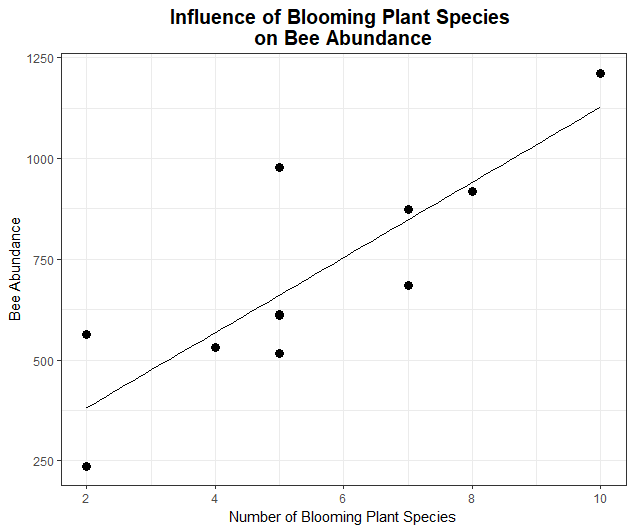 Influence of Blooming Plant Species
on Bee Abundance
1250
1000
750
500
250
Bee Abundance
2 4 6 8 10
Number of Blooming Plant Species